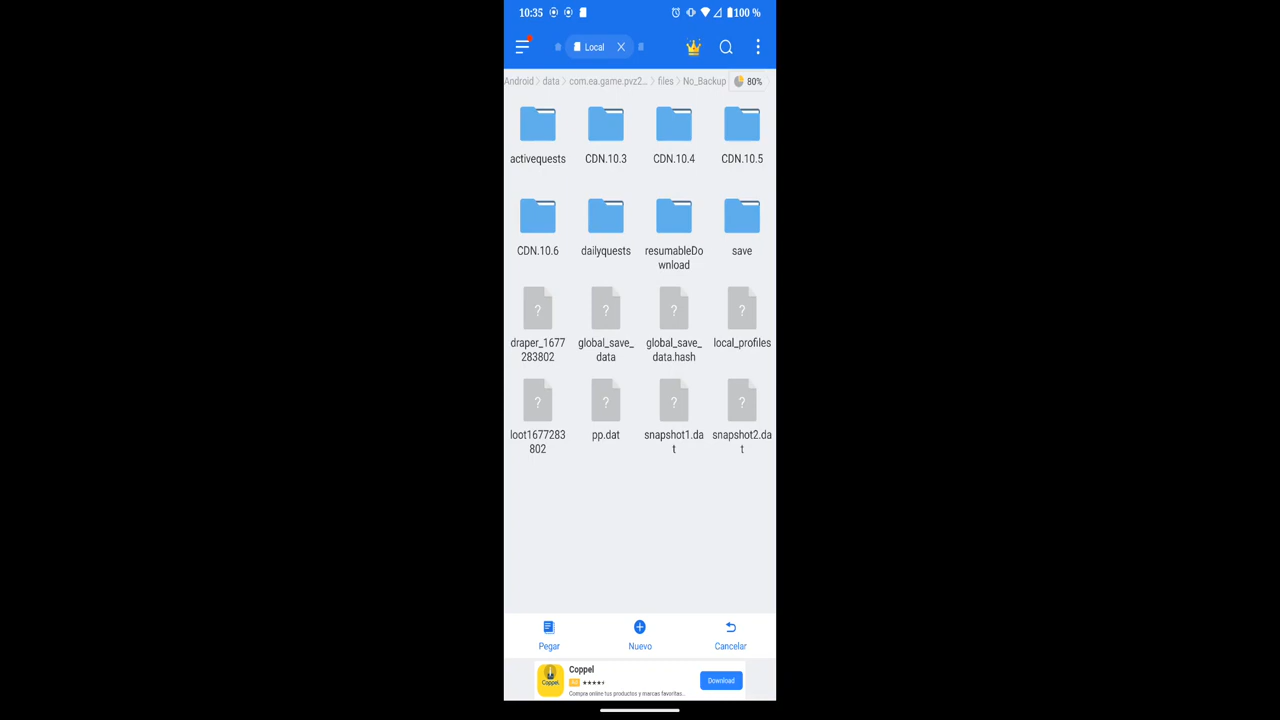 10:35
100 %
Local
Android
data
com.ea.game.pvz2...
files
No_Backup
80%
activequests
CDN.10.3
CDN.10.4
CDN.10.5
CDN.10.6
dailyquests
resumableDo
wnload
save
draper_1677
283802
global_save_
data
global_save_
data.hash
local_profiles
loot1677283
802
pp.dat
snapshot1.da
t
snapshot2.da
t
Pegar
Nuevo
Cancelar
Coppel
Coppel
Compra online tus productos y marcas favoritas...
Download